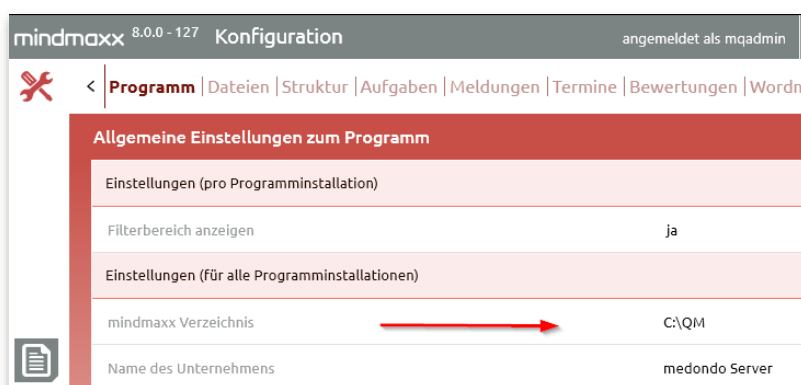 mindmaxx 8.0.0 - 127 Konfiguration angemeldet als mqadmin
< Programm | Dateien | Struktur | Aufgaben | Meldungen | Termine | Bewertungen |
Allgemeine Einstellungen zum Programm
Einstellungen (pro Programminstallation)
Filterbereich anzeigen ja
Einstellungen (für alle Programminstallationen)
mindmaxx Verzeichnis C:\QM
Name des Unternehmens medondo Server